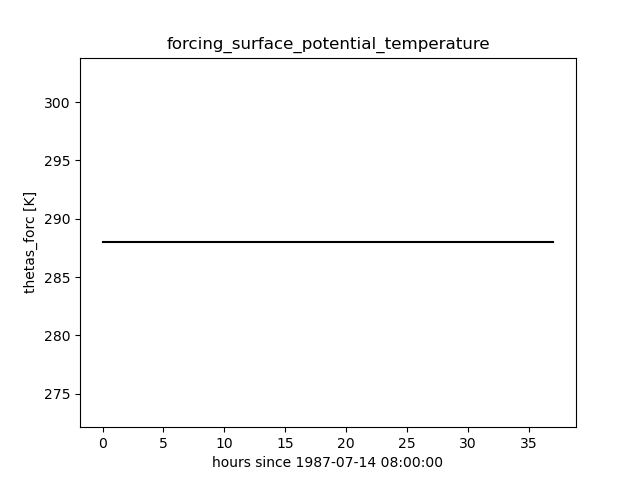 forcing_surface_potential_temperature
thetas_forc [K]
300
295
290
285
280
275
0 5 10 15 20 25 30 35
hours since 1987-07-14 08:00:00